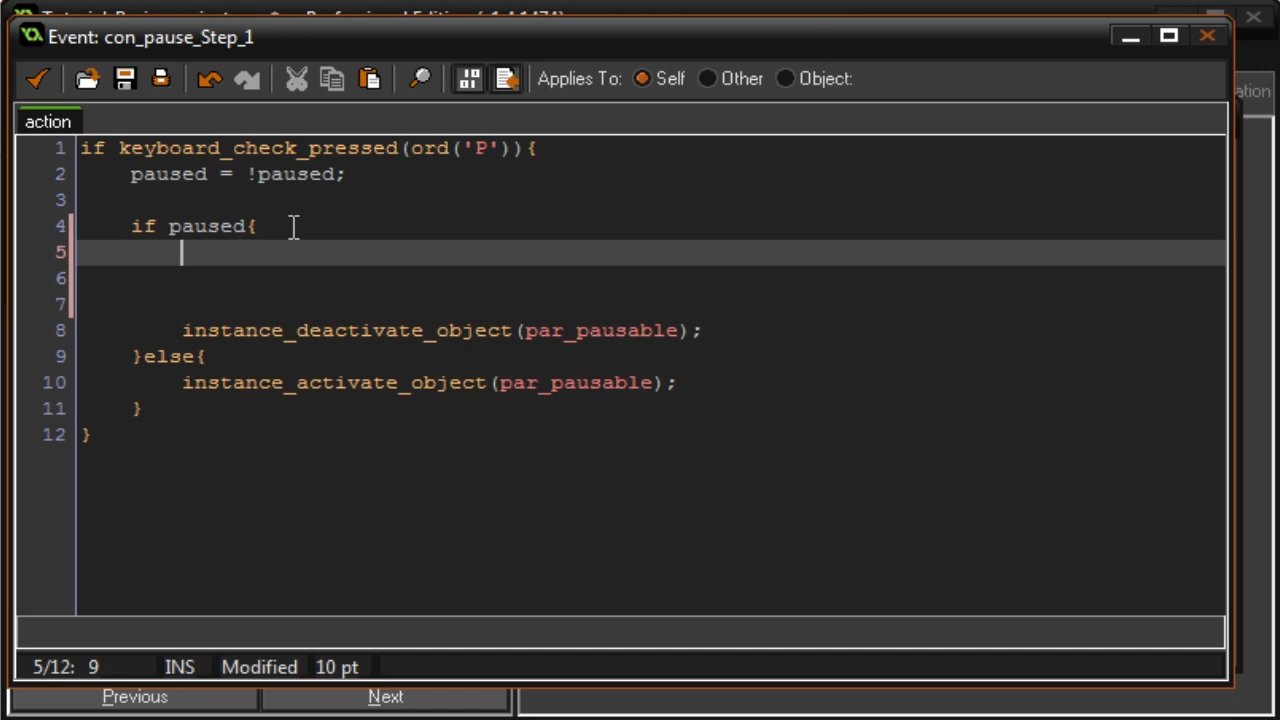 Event: con_pause_Step_1
Applies To: Self Other Object:
ation
action
1 if keyboard_check_pressed(ord('P')){
2 paused = !paused;
3
4 if paused{
5
6
7
8 instance_deactivate_object(par_pausable);
9 }else{
10 instance_activate_object(par_pausable);
11 }
12 }
5/12: 9 INS Modified 10 pt
Previous Next